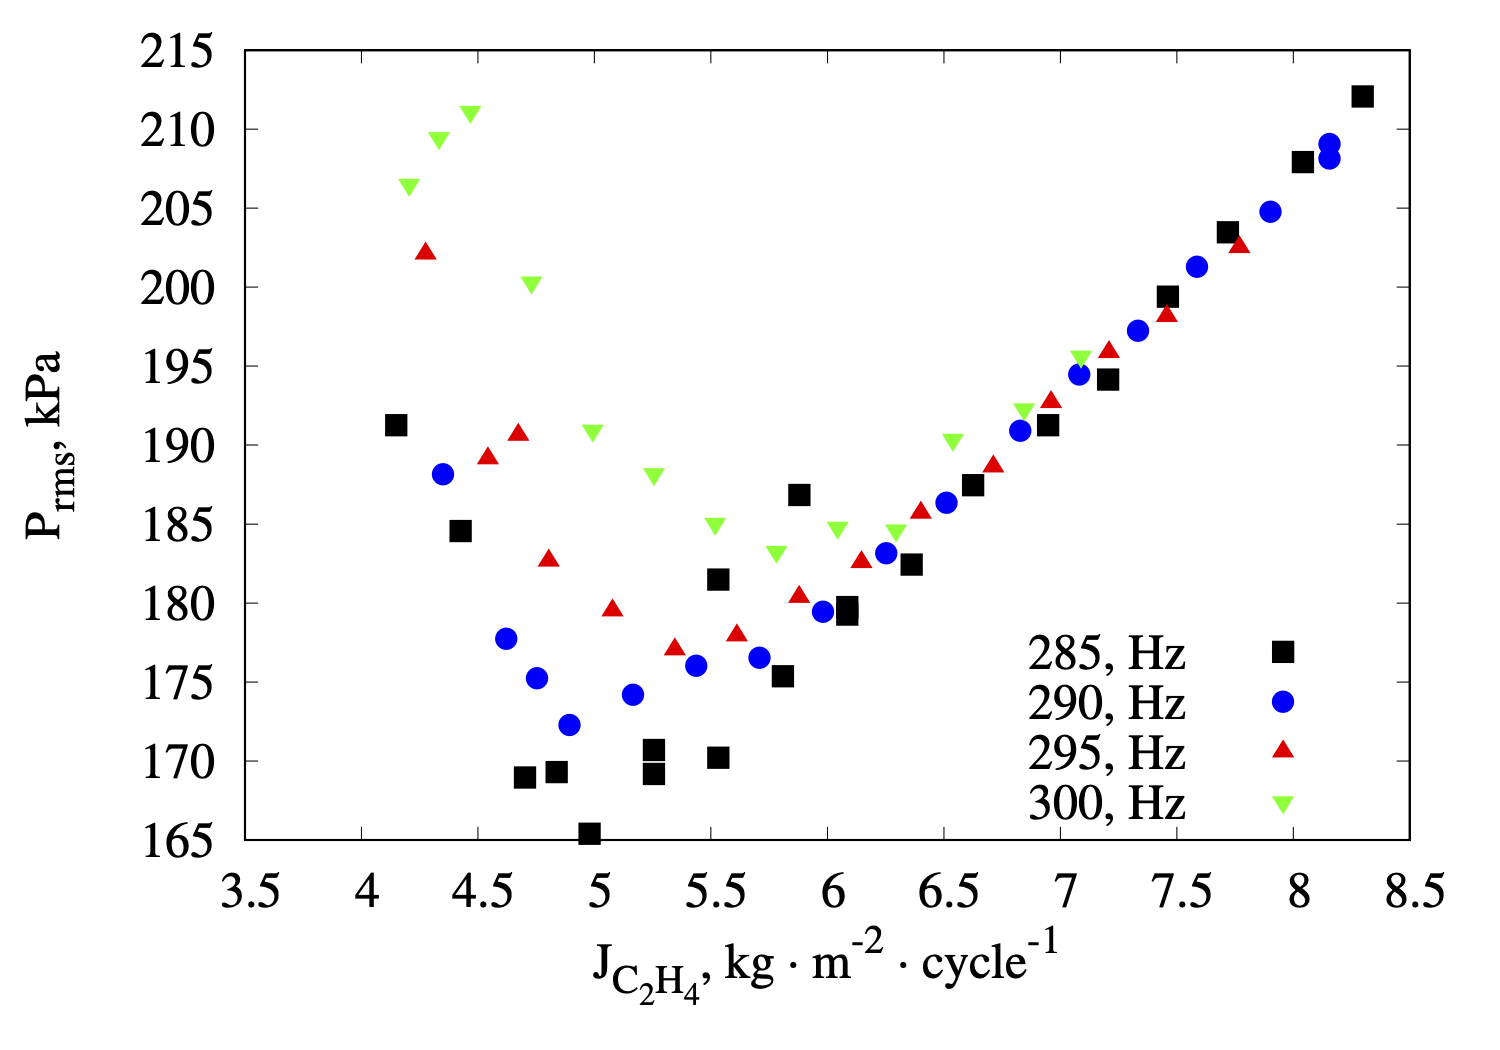 215
210
205
200
195
190
185
180
175
170
165
P_rms, kPa
285, Hz
290, Hz
295, Hz
300, Hz
3.5 4 4.5 5 5.5 6 6.5 7 7.5 8 8.5
J_C₂H₄, kg · m⁻² · cycle⁻¹